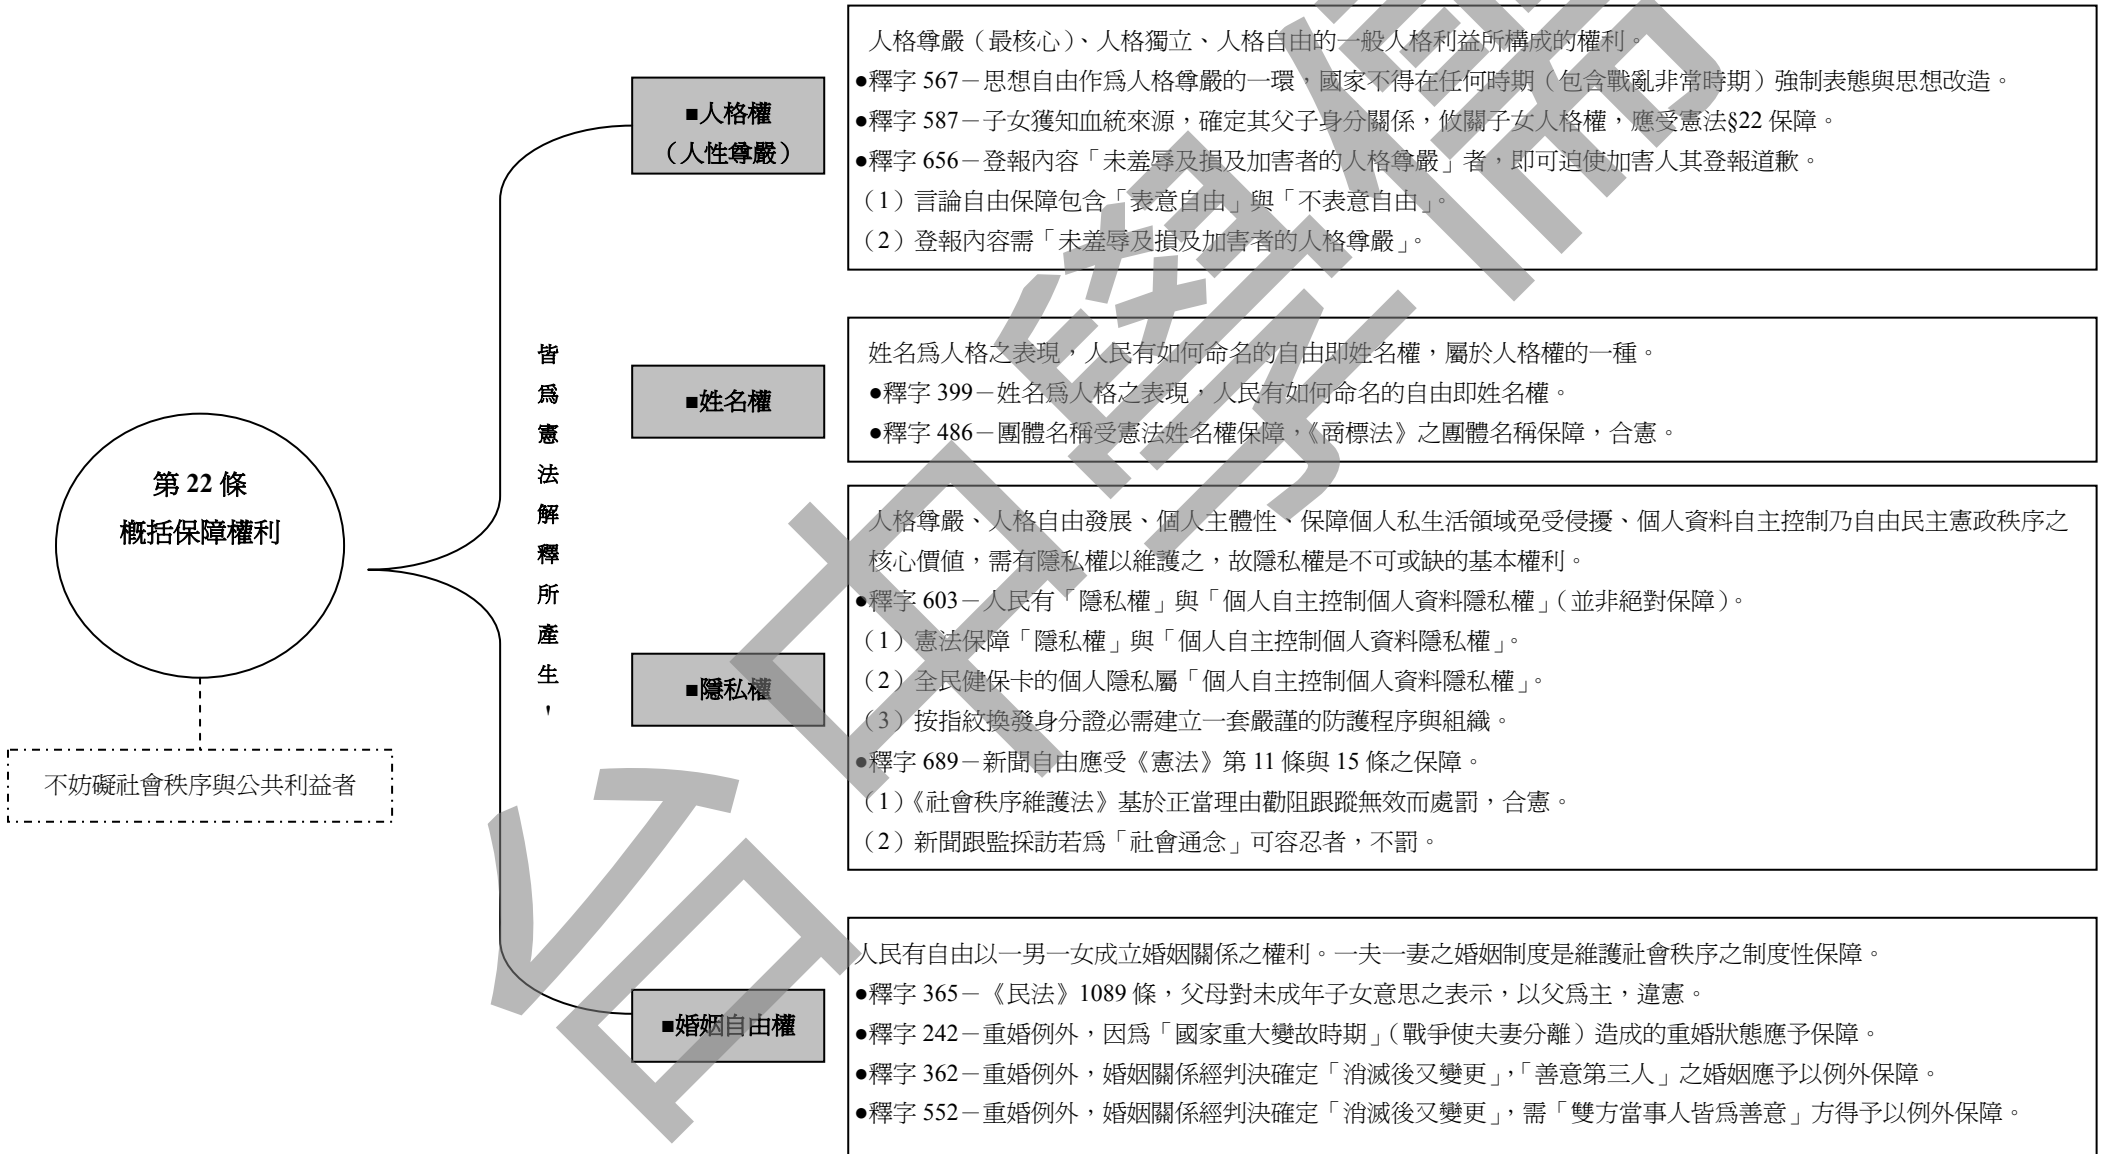 第 22 條
概括保障權利
不妨礙社會秩序與公共利益者
皆為憲法解釋所產生，
■人格權
（人性尊嚴）
人格尊嚴（最核心）、人格獨立、人格自由的一般人格利益所構成的權利。
●釋字 567－思想自由作為人格尊嚴的一環，國家不得在任何時期（包含戰亂非常時期）強制表態與思想改造。
●釋字 587－子女獲知血統來源，確定其父子身分關係，攸關子女人格權，應受憲法§22 保障。
●釋字 656－登報內容「未羞辱及損及加害者的人格尊嚴」者，即可迫使加害人其登報道歉。
（1）言論自由保障包含「表意自由」與「不表意自由」。
（2）登報內容需「未羞辱及損及加害者的人格尊嚴」。
■姓名權
姓名為人格之表現，人民有如何命名的自由即姓名權，屬於人格權的一種。
●釋字 399－姓名為人格之表現，人民有如何命名的自由即姓名權。
●釋字 486－團體名稱受憲法姓名權保障，《商標法》之團體名稱保障，合憲。
■隱私權
人格尊嚴、人格自由發展、個人主體性、保障個人私生活領域免受侵擾、個人資料自主控制乃自由民主憲政秩序之
核心價值，需有隱私權以維護之，故隱私權是不可或缺的基本權利。
●釋字 603－人民有「隱私權」與「個人自主控制個人資料隱私權」（並非絕對保障）。
（1）憲法保障「隱私權」與「個人自主控制個人資料隱私權」。
（2）全民健保卡的個人隱私屬「個人自主控制個人資料隱私權」。
（3）按指紋換發身分證必需建立一套嚴謹的防護程序與組織。
●釋字 689－新聞自由應受《憲法》第 11 條與 15 條之保障。
（1）《社會秩序維護法》基於正當理由勸阻跟蹤無效而處罰，合憲。
（2）新聞跟監採訪若為「社會通念」可容忍者，不罰。
■婚姻自由權
人民有自由以一男一女成立婚姻關係之權利。一夫一妻之婚姻制度是維護社會秩序之制度性保障。
●釋字 365－《民法》1089 條，父母對未成年子女意思之表示，以父為主，違憲。
●釋字 242－重婚例外，因為「國家重大變故時期」（戰爭使夫妻分離）造成的重婚狀態應予保障。
●釋字 362－重婚例外，婚姻關係經判決確定「消滅後又變更」，「善意第三人」之婚姻應予以例外保障。
●釋字 552－重婚例外，婚姻關係經判決確定「消滅後又變更」，需「雙方當事人皆為善意」方得予以例外保障。
台中學儒